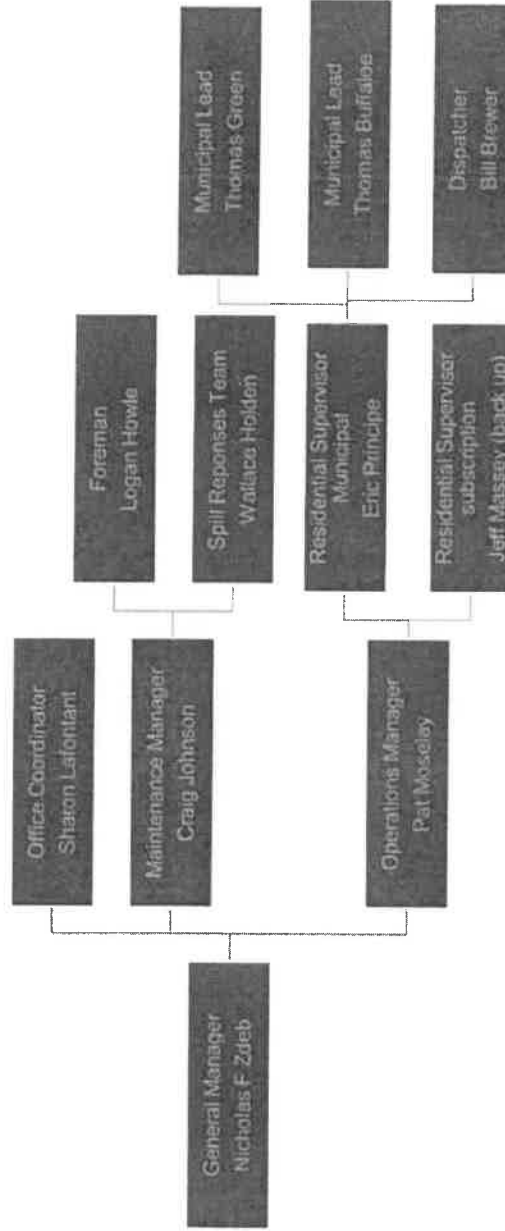 General Manager
Nicholas F Zdeb
Office Coordinator
Sharon Lafontant
Maintenance Manager
Craig Johnson
Operations Manager
Pat Moselay
Foreman
Logan Howle
Spill Reponses Team
Wallace Holden
Residential Supervisor
Municipal
Eric Principe
Residential Supervisor
subscription
Jeff Massey (back up)
Municipal Lead
Thomas Green
Municipal Lead
Thomas Buffaloe
Dispatcher
Bill Brewer